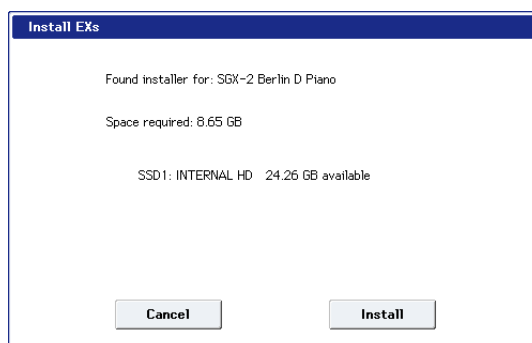 Install EXs
Found installer for: SGX-2 Berlin D Piano
Space required: 8.65 GB
SSD1: INTERNAL HD 24.26 GB available
Cancel Install